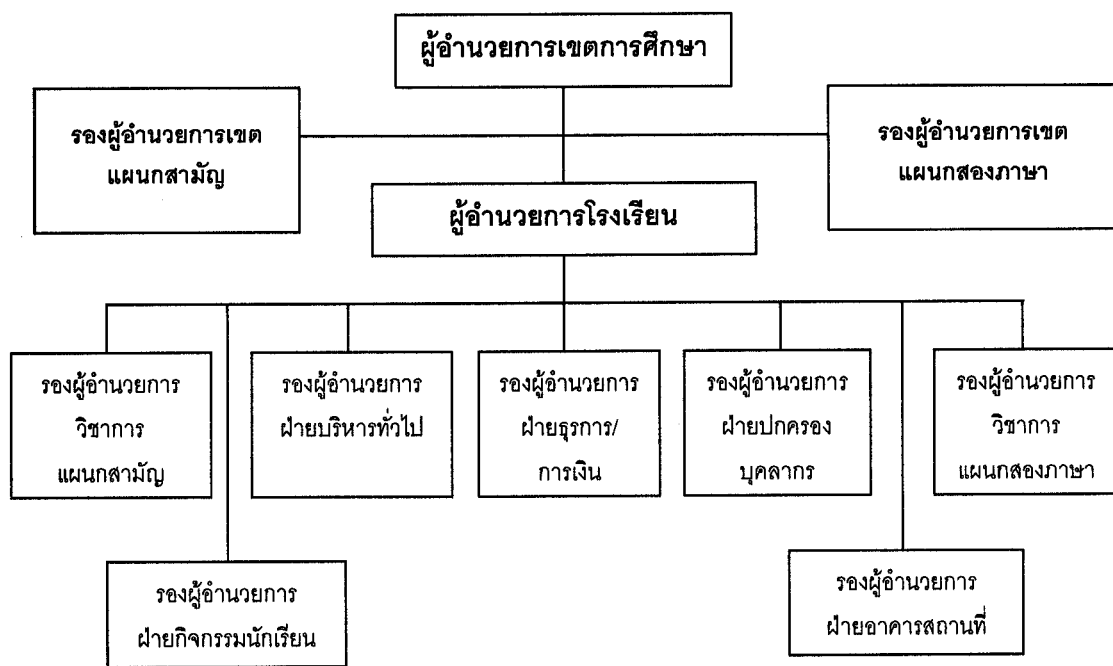 ผู้อำนวยการเขตการศึกษา
รองผู้อำนวยการเขต
แผนกสามัญ
รองผู้อำนวยการเขต
แผนกสองภาษา
ผู้อำนวยการโรงเรียน
รองผู้อำนวยการ
วิชาการ
แผนกสามัญ
รองผู้อำนวยการ
ฝ่ายบริหารทั่วไป
รองผู้อำนวยการ
ฝ่ายธุรการ/
การเงิน
รองผู้อำนวยการ
ฝ่ายปกครอง
บุคลากร
รองผู้อำนวยการ
วิชาการ
แผนกสองภาษา
รองผู้อำนวยการ
ฝ่ายกิจกรรมนักเรียน
รองผู้อำนวยการ
ฝ่ายอาคารสถานที่